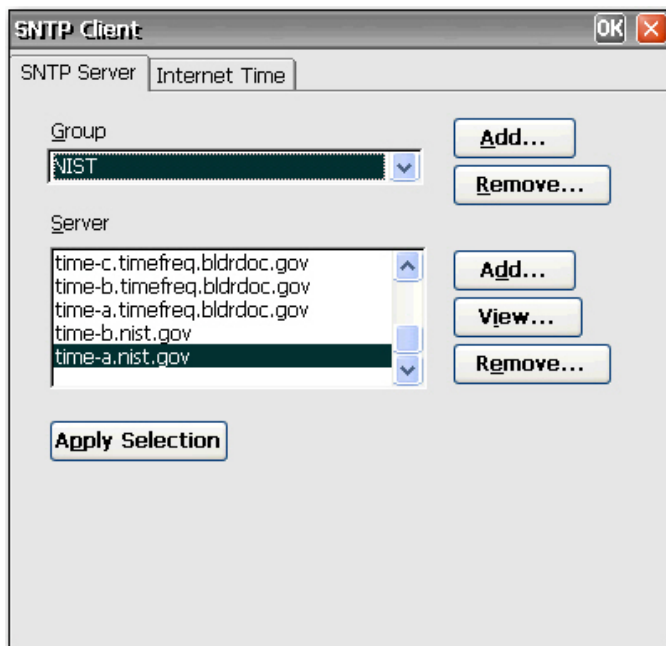 SNTP Client OK
SNTP Server Internet Time
Group
Add...
NIST
Remove...
Server
time-c.timefreq.bldrdoc.gov
Add...
time-b.timefreq.bldrdoc.gov
time-a.timefreq.bldrdoc.gov
View...
time-b.nist.gov
time-a.nist.gov
Remove...
Apply Selection